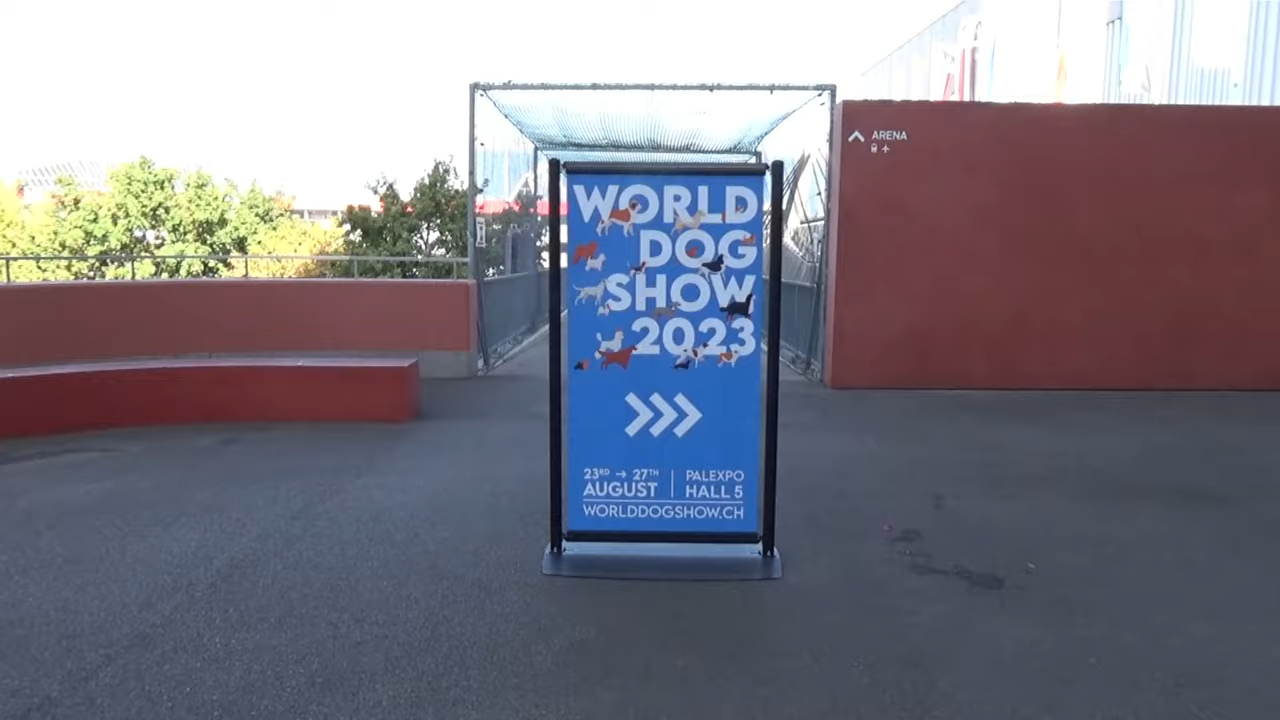 WORLD
DOG
SHOW
2023
23RD → 27TH
AUGUST
PALEXPO
HALL 5
WORLDDOGSHOW.CH
ARENA